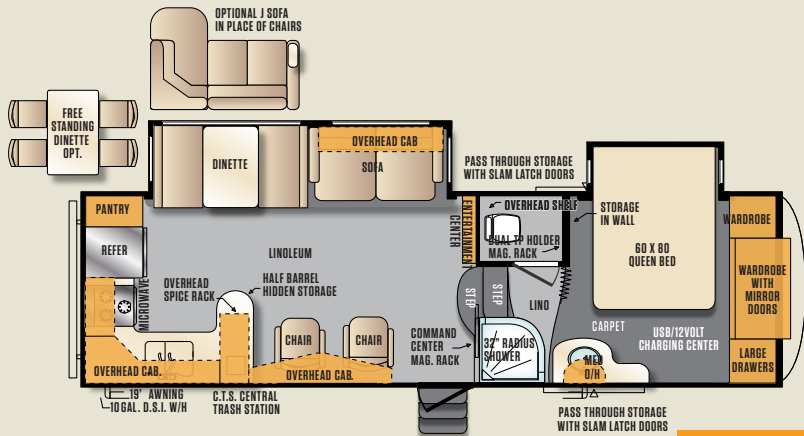 OPTIONAL J SOFA
IN PLACE OF CHAIRS
FREE
STANDING
DINETTE
OPT.
DINETTE
OVERHEAD CAB
SOFA
PASS THROUGH STORAGE
WITH SLAM LATCH DOORS
PANTRY
REFER
MICROWAVE
OVERHEAD
SPICE RACK
LINOLEUM
HALF BARREL
HIDDEN STORAGE
ENTERTAINMENT
CENTER
OVERHEAD SHELF
DUAL TP HOLDER
MAG. RACK
STORAGE
IN WALL
60 X 80
QUEEN BED
WARDROBE
WARDROBE
WITH
MIRROR
DOORS
LARGE
DRAWERS
STEP
STEP
LINO
CARPET
USB/12VOLT
CHARGING CENTER
COMMAND
CENTER
MAG. RACK
32" RADIUS
SHOWER
MED
O/H
CHAIR
CHAIR
OVERHEAD CAB.
OVERHEAD CAB.
19' AWNING
10 GAL. D.S.I. W/H
C.T.S. CENTRAL
TRASH STATION
PASS THROUGH STORAGE
WITH SLAM LATCH DOORS